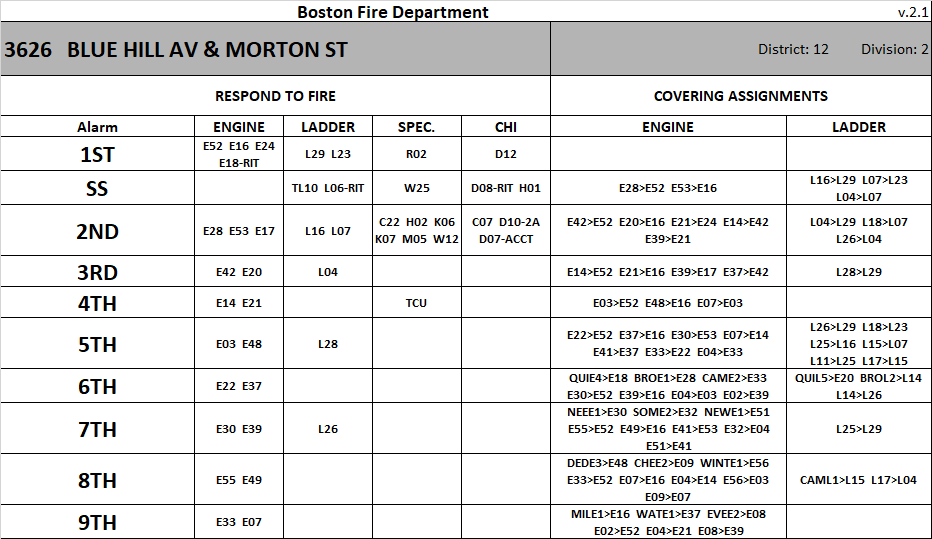 Boston Fire Department v.2.1
3626 BLUE HILL AV & MORTON ST District: 12 Division: 2
RESPOND TO FIRE COVERING ASSIGNMENTS
Alarm ENGINE LADDER SPEC. CHI ENGINE LADDER
1ST E52 E16 E24 L29 L23 R02 D12
E18-RIT
SS TL10 L06-RIT W25 D08-RIT H01 E28>E52 E53>E16 L16>L29 L07>L23
L04>L07
2ND E28 E53 E17 L16 L07 C22 H02 K06 C07 D10-2A E42>E52 E20>E16 E21>E24 E14>E42 L04>L29 L18>L07
K07 M05 W12 D07-ACCT E39>E21 L26>L04
3RD E42 E20 L04 E14>E52 E21>E16 E39>E17 E37>E42 L28>L29
4TH E14 E21 TCU E03>E52 E48>E16 E07>E03
5TH E03 E48 L28 E22>E52 E37>E16 E30>E53 E07>E14 L26>L29 L18>L23
E41>E37 E33>E22 E04>E33 L25>L16 L15>L07
L11>L25 L17>L15
6TH E22 E37 QUIE4>E18 BROE1>E28 CAME2>E33 QUIL5>E20 BROL2>L14
E30>E52 E39>E16 E04>E03 E02>E39 L14>L26
7TH E30 E39 L26 NEEE1>E30 SOME2>E32 NEWE1>E51 L25>L29
E55>E52 E49>E16 E41>E53 E32>E04
E51>E41
8TH E55 E49 DEDE3>E48 CHEE2>E09 WINTE1>E56 CAML1>L15 L17>L04
E33>E52 E07>E16 E04>E14 E56>E03
E09>E07
9TH E33 E07 MILE1>E16 WATE1>E37 EVEE2>E08
E02>E52 E04>E21 E08>E39